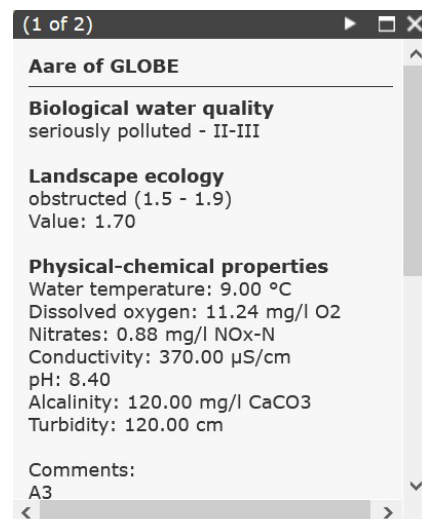 (1 of 2)
Aare of GLOBE
Biological water quality
seriously polluted - II-III
Landscape ecology
obstructed (1.5 - 1.9)
Value: 1.70
Physical-chemical properties
Water temperature: 9.00 °C
Dissolved oxygen: 11.24 mg/l O2
Nitrates: 0.88 mg/l NOx-N
Conductivity: 370.00 µS/cm
pH: 8.40
Alcalinity: 120.00 mg/l CaCO3
Turbidity: 120.00 cm
Comments:
A3